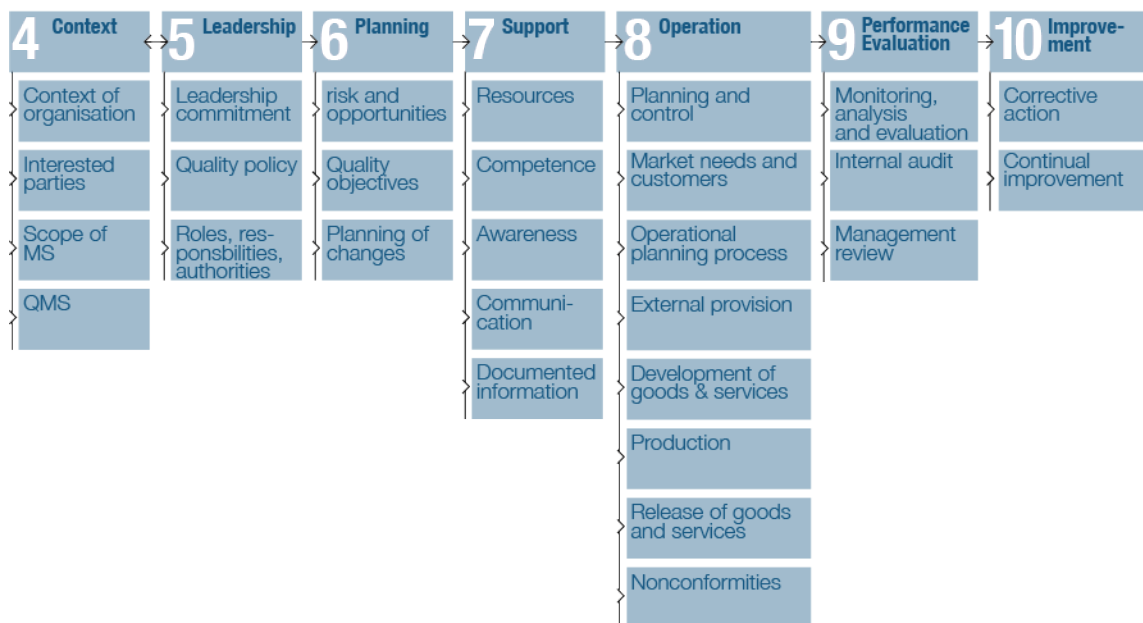 4 Context
5 Leadership
6 Planning
7 Support
8 Operation
9 Performance
Evaluation
10 Improve-
ment
Context of
organisation
Interested
parties
Scope of
MS
QMS
Leadership
commitment
Quality policy
Roles, res-
ponsbilities,
authorities
risk and
opportunities
Quality
objectives
Planning of
changes
Resources
Competence
Awareness
Communi-
cation
Documented
information
Planning and
control
Market needs and
customers
Operational
planning process
External provision
Development of
goods & services
Production
Release of goods
and services
Nonconformities
Monitoring,
analysis
and evaluation
Internal audit
Management
review
Corrective
action
Continual
improvement